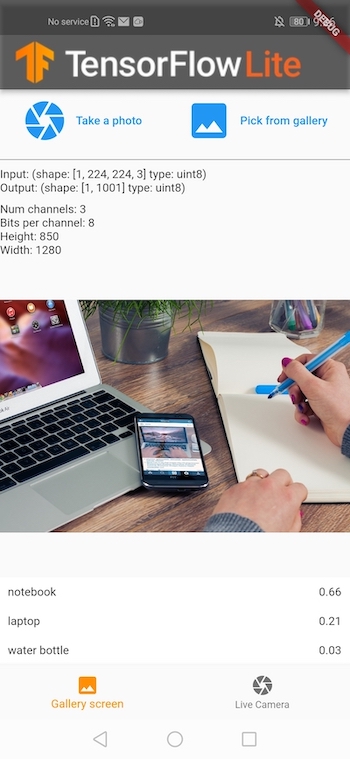 No service
80
DEBUG
TensorFlow Lite
Take a photo
Pick from gallery
Input: (shape: [1, 224, 224, 3] type: uint8)
Output: (shape: [1, 1001] type: uint8)
Num channels: 3
Bits per channel: 8
Height: 850
Width: 1280
notebook 0.66
laptop 0.21
water bottle 0.03
Gallery screen
Live Camera